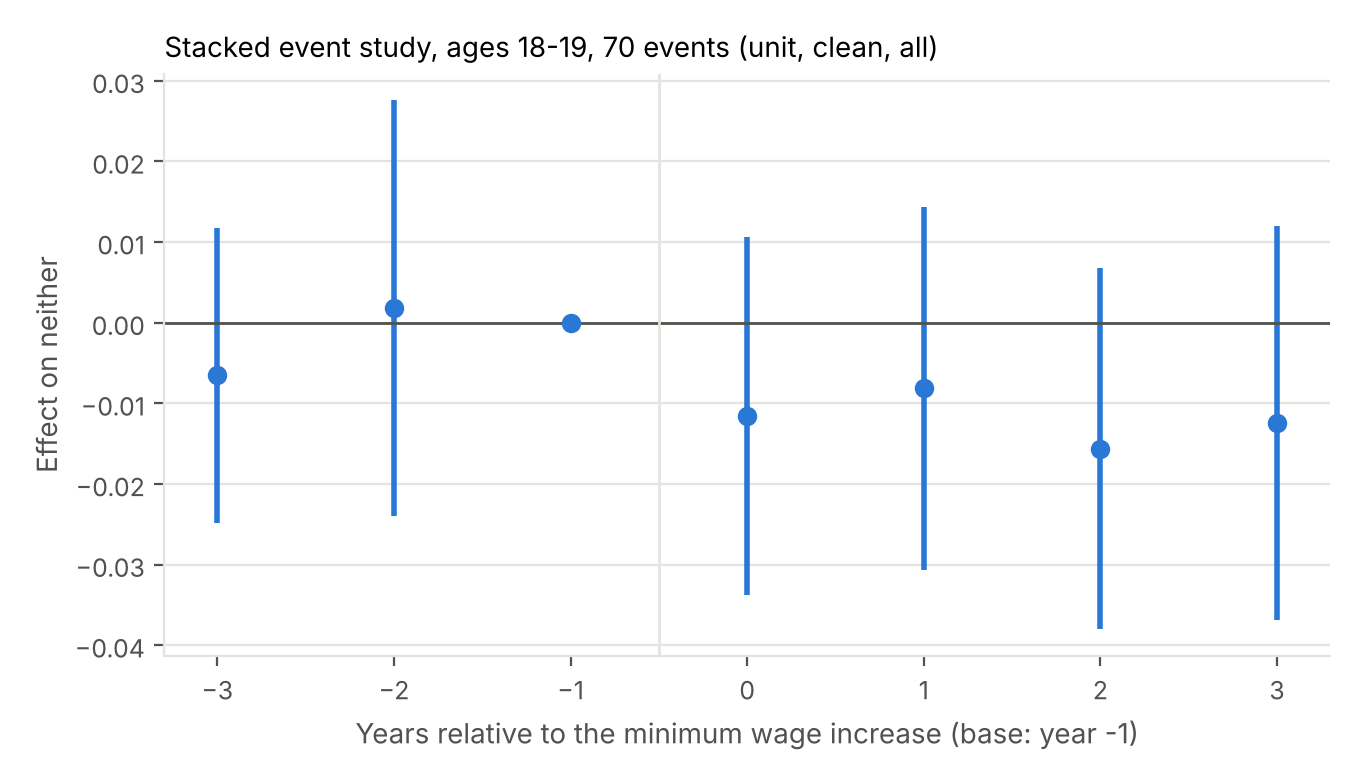 Stacked event study, ages 18-19, 70 events (unit, clean, all)
0.03
0.02
0.01
0.00
−0.01
−0.02
−0.03
−0.04
Effect on neither
−3 −2 −1 0 1 2 3
Years relative to the minimum wage increase (base: year -1)